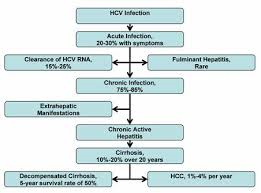 HCV Infection
Acute Infection,
20-30% with symptoms
Clearance of HCV RNA,
15%-25%
Fulminant Hepatitis,
Rare
Chronic Infection,
75%-85%
Extrahepatic
Manifestations
Chronic Active
Hepatitis
Cirrhosis,
10%-20% over 20 years
Decompensated Cirrhosis,
5-year survival rate of 50%
HCC, 1%-4% per year